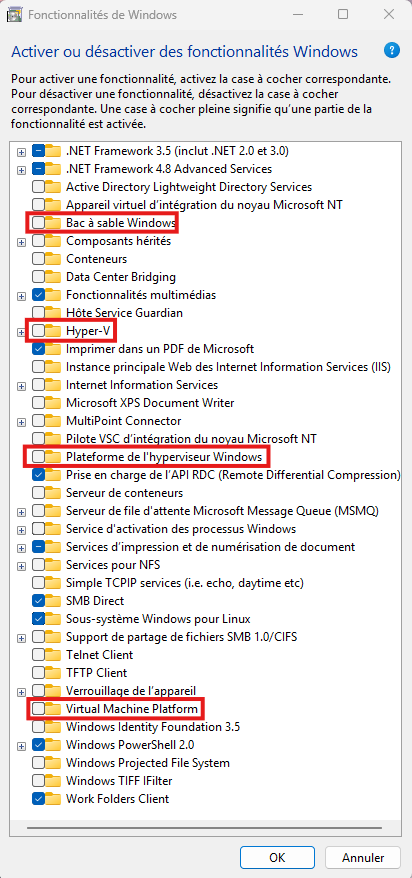 Fonctionnalités de Windows
Activer ou désactiver des fonctionnalités Windows
?
Pour activer une fonctionnalité, activez la case à cocher correspondante.
Pour désactiver une fonctionnalité, désactivez la case à cocher
correspondante. Une case à cocher pleine signifie qu'une partie de la
fonctionnalité est activée.
.NET Framework 3.5 (inclut .NET 2.0 et 3.0)
.NET Framework 4.8 Advanced Services
Active Directory Lightweight Directory Services
Appareil virtuel d'intégration du noyau Microsoft NT
Bac à sable Windows
Composants hérités
Conteneurs
Data Center Bridging
Fonctionnalités multimédias
Hôte Service Guardian
Hyper-V
Imprimer dans un PDF de Microsoft
Instance principale Web des Internet Information Services (IIS)
Internet Information Services
Microsoft XPS Document Writer
MultiPoint Connector
Pilote VSC d'intégration du noyau Microsoft NT
Plateforme de l'hyperviseur Windows
Prise en charge de l'API RDC (Remote Differential Compression)
Serveur de conteneurs
Serveur de file d'attente Microsoft Message Queue (MSMQ)
Service d'activation des processus Windows
Services d'impression et de numérisation de document
Services pour NFS
Simple TCPIP services (i.e. echo, daytime etc)
SMB Direct
Sous-système Windows pour Linux
Support de partage de fichiers SMB 1.0/CIFS
Telnet Client
TFTP Client
Verrouillage de l'appareil
Virtual Machine Platform
Windows Identity Foundation 3.5
Windows PowerShell 2.0
Windows Projected File System
Windows TIFF IFilter
Work Folders Client
OK
Annuler